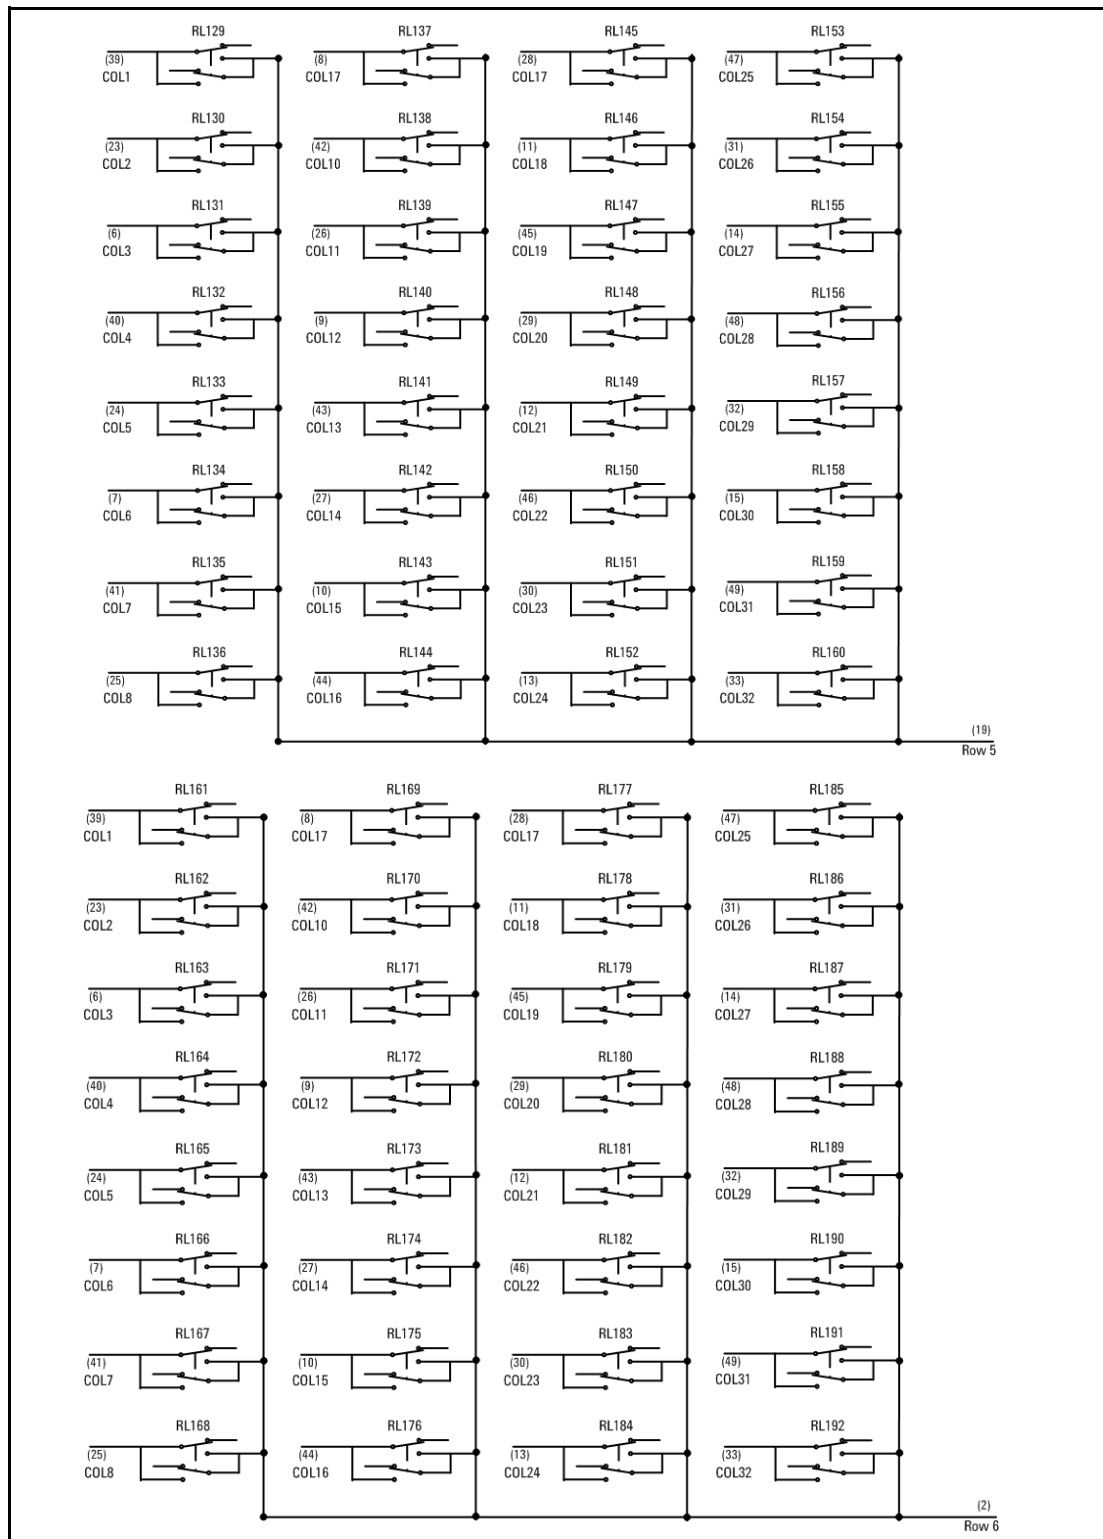 RL129 RL137 RL145 RL153
(39) (8) (28) (47)
COL1 COL17 COL17 COL25
RL130 RL138 RL146 RL154
(23) (42) (11) (31)
COL2 COL10 COL18 COL26
RL131 RL139 RL147 RL155
(6) (26) (45) (14)
COL3 COL11 COL19 COL27
RL132 RL140 RL148 RL156
(40) (9) (29) (48)
COL4 COL12 COL20 COL28
RL133 RL141 RL149 RL157
(24) (43) (12) (32)
COL5 COL13 COL21 COL29
RL134 RL142 RL150 RL158
(7) (27) (46) (15)
COL6 COL14 COL22 COL30
RL135 RL143 RL151 RL159
(41) (10) (30) (49)
COL7 COL15 COL23 COL31
RL136 RL144 RL152 RL160
(25) (44) (13) (33)
COL8 COL16 COL24 COL32
(19)
Row 5
RL161 RL169 RL177 RL185
(39) (8) (28) (47)
COL1 COL17 COL17 COL25
RL162 RL170 RL178 RL186
(23) (42) (11) (31)
COL2 COL10 COL18 COL26
RL163 RL171 RL179 RL187
(6) (26) (45) (14)
COL3 COL11 COL19 COL27
RL164 RL172 RL180 RL188
(40) (9) (29) (48)
COL4 COL12 COL20 COL28
RL165 RL173 RL181 RL189
(24) (43) (12) (32)
COL5 COL13 COL21 COL29
RL166 RL174 RL182 RL190
(7) (27) (46) (15)
COL6 COL14 COL22 COL30
RL167 RL175 RL183 RL191
(41) (10) (30) (49)
COL7 COL15 COL23 COL31
RL168 RL176 RL184 RL192
(25) (44) (13) (33)
COL8 COL16 COL24 COL32
(2)
Row 6